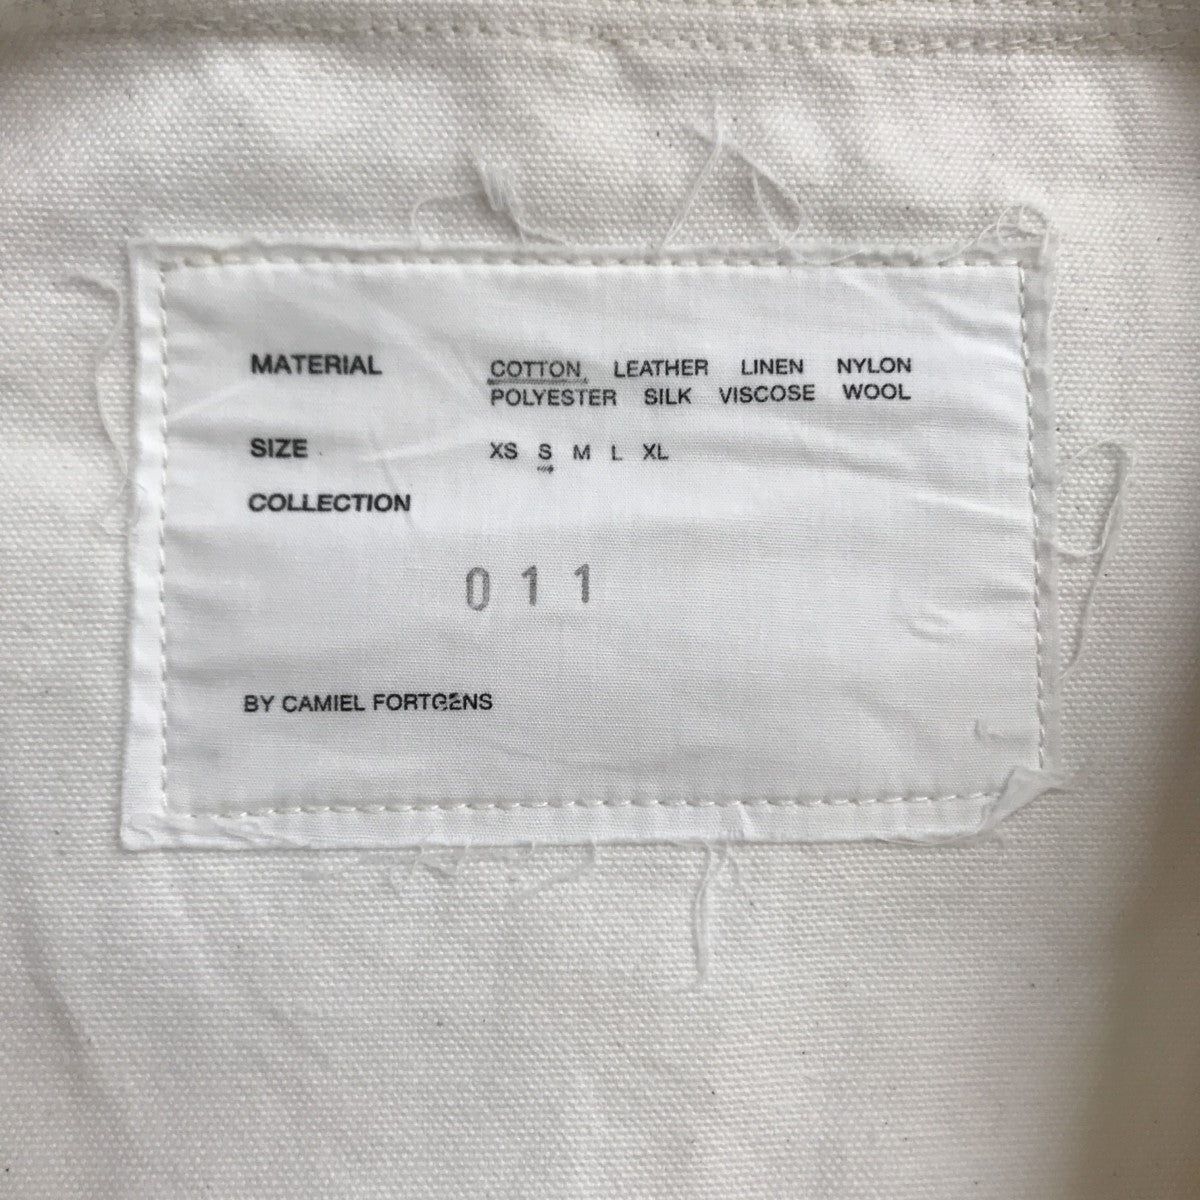 MATERIAL COTTON LEATHER LINEN NYLON
POLYESTER SILK VISCOSE WOOL
SIZE XS S M L XL
COLLECTION
011
BY CAMIEL FORTGENS